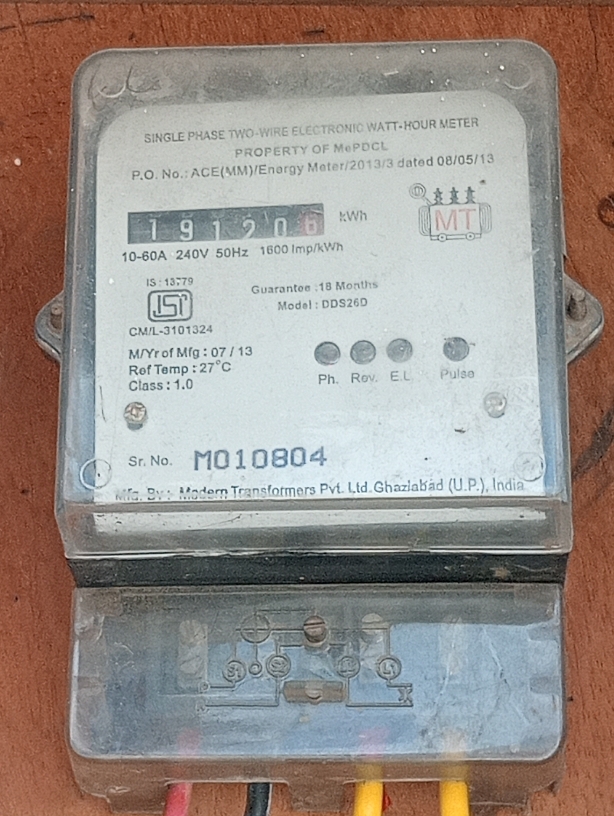 SINGLE PHASE TWO-WIRE ELECTRONIC WATT-HOUR METER
PROPERTY OF MePDCL
P.O. No.: ACE(MM)/Energy Meter/2013/3 dated 08/05/13
191206 kWh
MT
10-60A 240V 50Hz 1600 Imp/kWh
IS : 13779
Guarantee : 18 Months
Model : DDS26D
CM/L-3101324
M/Yr of Mfg : 07 / 13
Ref Temp : 27°C
Class : 1.0
Ph. Rev. E.L Pulse
Sr. No. M010804
Mfg. By : Modern Transformers Pvt. Ltd. Ghaziabad (U.P.), India